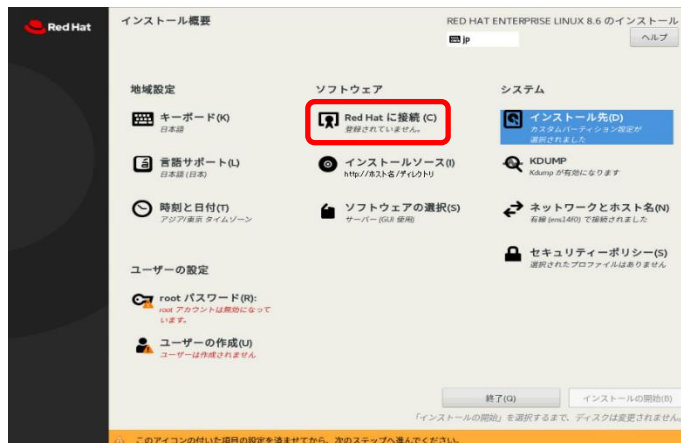 Red Hat
インストール概要
RED HAT ENTERPRISE LINUX 8.6 のインストール
jp
ヘルプ
地域設定
キーボード(K)
日本語
言語サポート(L)
日本語 (日本)
時刻と日付(T)
アジア/東京 タイムゾーン
ソフトウェア
Red Hat に接続 (C)
登録されていません。
インストールソース(I)
http://ホスト名/ディレクトリ
ソフトウェアの選択(S)
サーバー (GUI 使用)
システム
インストール先(D)
カスタムパーティション設定が
選択されました
KDUMP
Kdump が有効になります
ネットワークとホスト名(N)
有線 (ens14f0) で接続されました
セキュリティーポリシー(S)
選択されたプロファイルはありません
ユーザーの設定
root パスワード(R):
root アカウントは無効になって
います。
ユーザーの作成(U)
ユーザーは作成されません
終了(Q)
インストールの開始(B)
「インストールの開始」を選択するまで、ディスクは変更されません。
このアイコンの付いた項目の設定を済ませてから、次のステップへ進んでください。